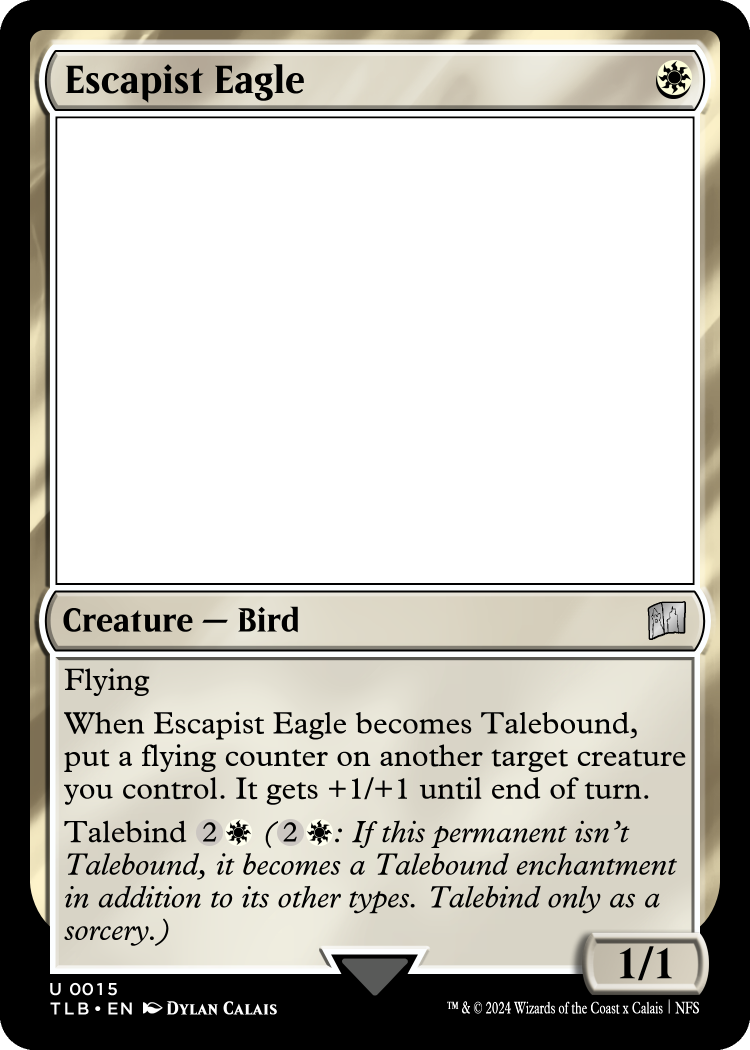 Escapist Eagle
Creature — Bird
Flying
When Escapist Eagle becomes Talebound,
put a flying counter on another target creature
you control. It gets +1/+1 until end of turn.
Talebind 2 (2: If this permanent isn't
Talebound, it becomes a Talebound enchantment
in addition to its other types. Talebind only as a
sorcery.)
1/1
U 0015
TLB • EN Dylan Calais
™ & © 2024 Wizards of the Coast x Calais | NFS